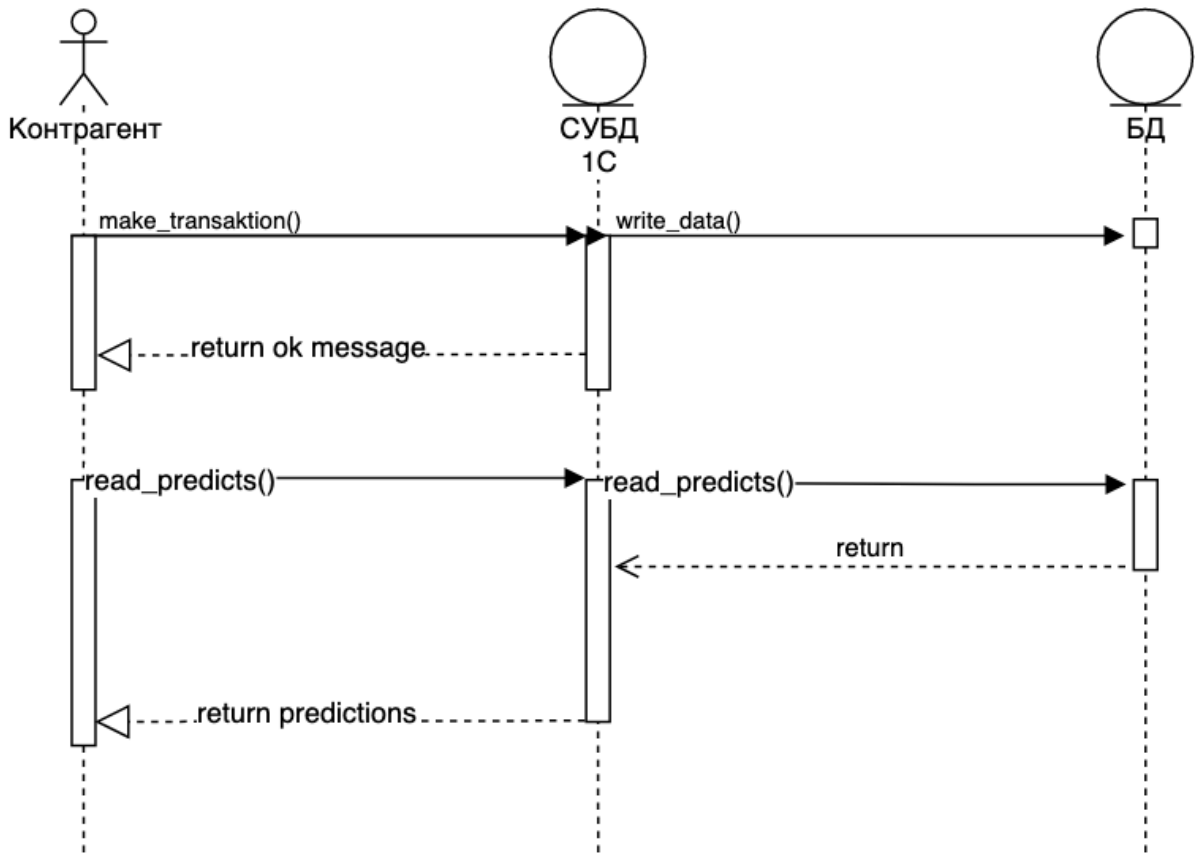 Контрагент
СУБД
1С
БД
make_transaktion()
write_data()
return ok message
read_predicts()
read_predicts()
return
return predictions